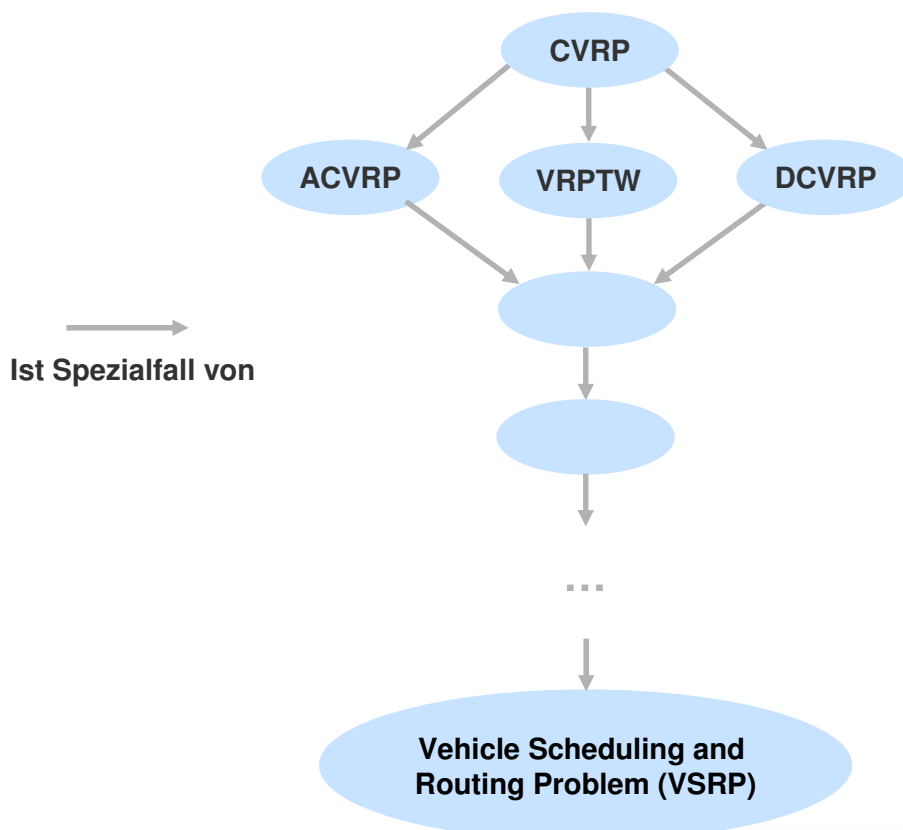 CVRP
ACVRP
VRPTW
DCVRP
Ist Spezialfall von
...
Vehicle Scheduling and
Routing Problem (VSRP)